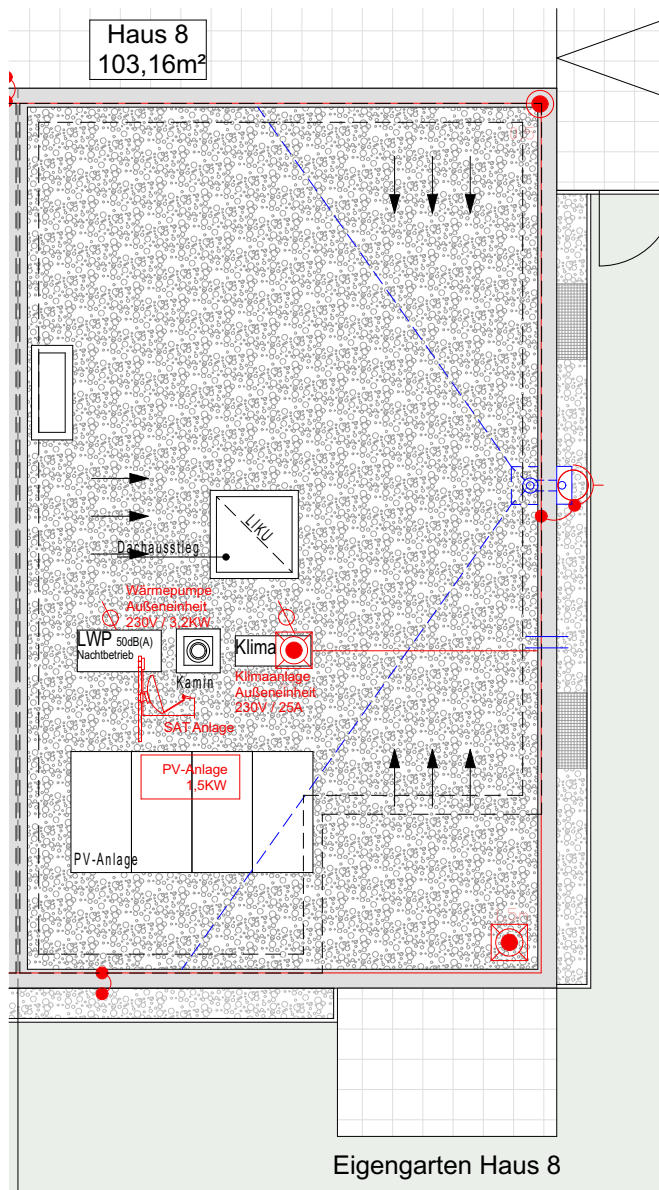 Haus 8
103,16m²
LIKU
Dachausstieg
Wärmepumpe
Außeneinheit
230V / 3,2KW
LWP 50dB(A)
Nachtbetrieb
Kamin
Klima
Klimaanlage
Außeneinheit
230V / 25A
SAT Anlage
PV-Anlage
1,5KW
PV-Anlage
Eigengarten Haus 8